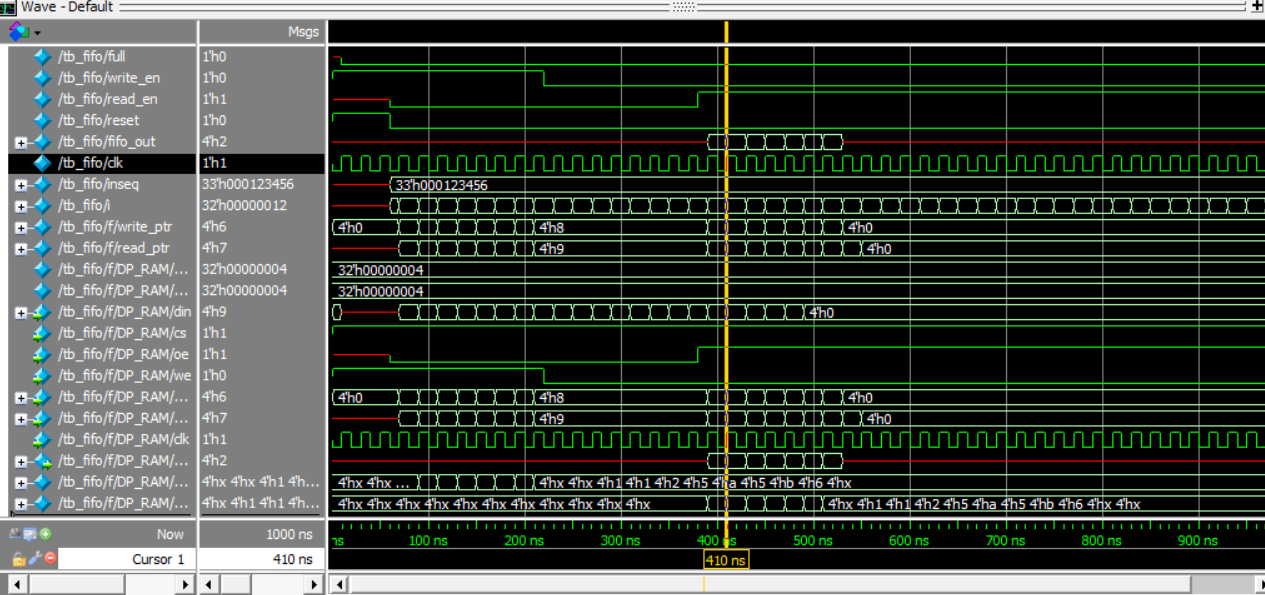 Wave - Default
Msgs
/tb_fifo/full 1'h0
/tb_fifo/write_en 1'h0
/tb_fifo/read_en 1'h1
/tb_fifo/reset 1'h0
/tb_fifo/fifo_out 4'h2
/tb_fifo/clk 1'h1
/tb_fifo/inseq 33'h000123456 33'h000123456
/tb_fifo/i 32'h00000012
/tb_fifo/f/write_ptr 4'h6 4'h0 4'h8 4'h0
/tb_fifo/f/read_ptr 4'h7 4'h9 4'h0
/tb_fifo/f/DP_RAM/... 32'h00000004 32'h00000004
/tb_fifo/f/DP_RAM/... 32'h00000004 32'h00000004
/tb_fifo/f/DP_RAM/din 4'h9 4'h0
/tb_fifo/f/DP_RAM/cs 1'h1
/tb_fifo/f/DP_RAM/oe 1'h1
/tb_fifo/f/DP_RAM/we 1'h0
/tb_fifo/f/DP_RAM/... 4'h6 4'h0 4'h8 4'h0
/tb_fifo/f/DP_RAM/... 4'h7 4'h9 4'h0
/tb_fifo/f/DP_RAM/clk 1'h1
/tb_fifo/f/DP_RAM/... 4'h2
/tb_fifo/f/DP_RAM/... 4'hx 4'hx 4'h1 4'h... 4'hx 4'hx ... 4'hx 4'hx 4'h1 4'h1 4'h2 4'h5 4'ha 4'h5 4'hb 4'h6 4'hx
/tb_fifo/f/DP_RAM/... 4'hx 4'h1 4'h1 4'h... 4'hx 4'hx 4'hx 4'hx 4'hx 4'hx 4'hx 4'hx 4'hx 4'hx 4'hx 4'hx 4'h1 4'h1 4'h2 4'h5 4'ha 4'h5 4'hb 4'h6 4'hx 4'hx
Now 1000 ns ns 100 ns 200 ns 300 ns 400 ns 500 ns 600 ns 700 ns 800 ns 900 ns
Cursor 1 410 ns 410 ns